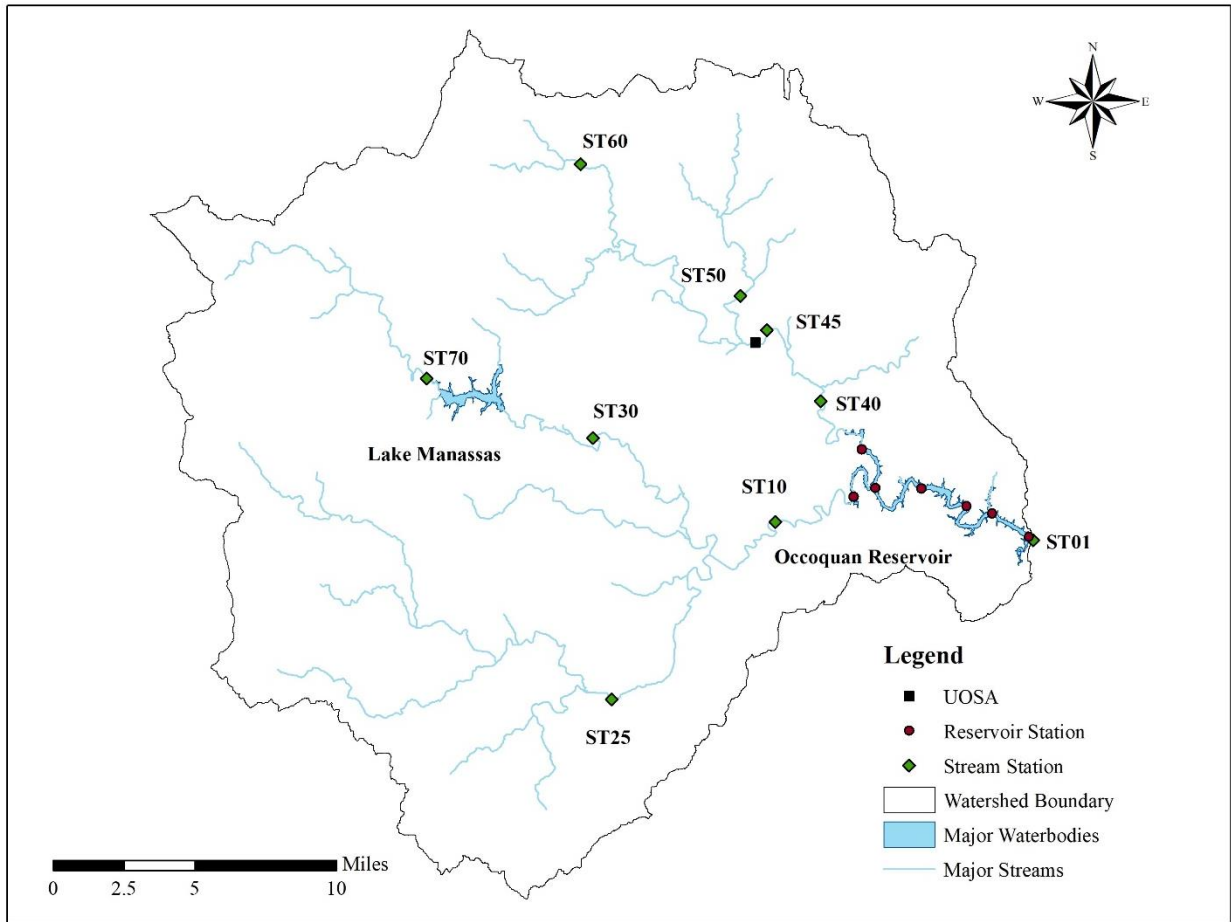 N
W E
S
ST60
ST50
ST45
ST70
ST40
ST30
Lake Manassas
ST10
ST01
Occoquan Reservoir
ST25
Legend
UOSA
Reservoir Station
Stream Station
Watershed Boundary
Major Waterbodies
Major Streams
Miles
0 2.5 5 10